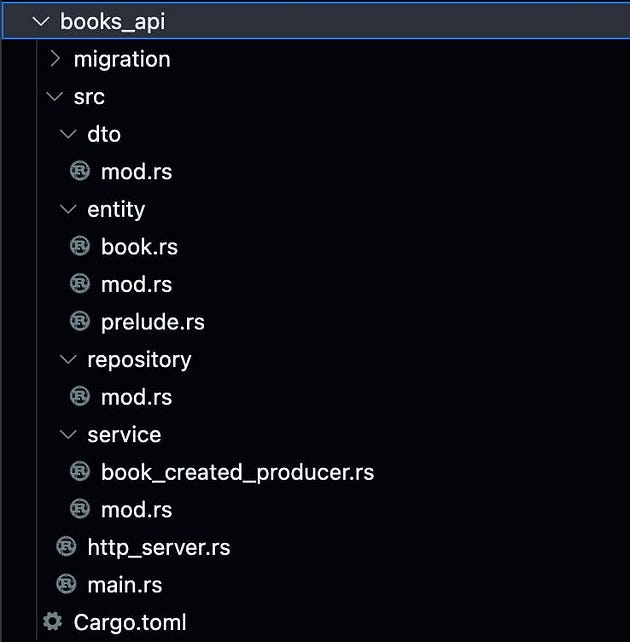 books_api
migration
src
dto
mod.rs
entity
book.rs
mod.rs
prelude.rs
repository
mod.rs
service
book_created_producer.rs
mod.rs
http_server.rs
main.rs
Cargo.toml